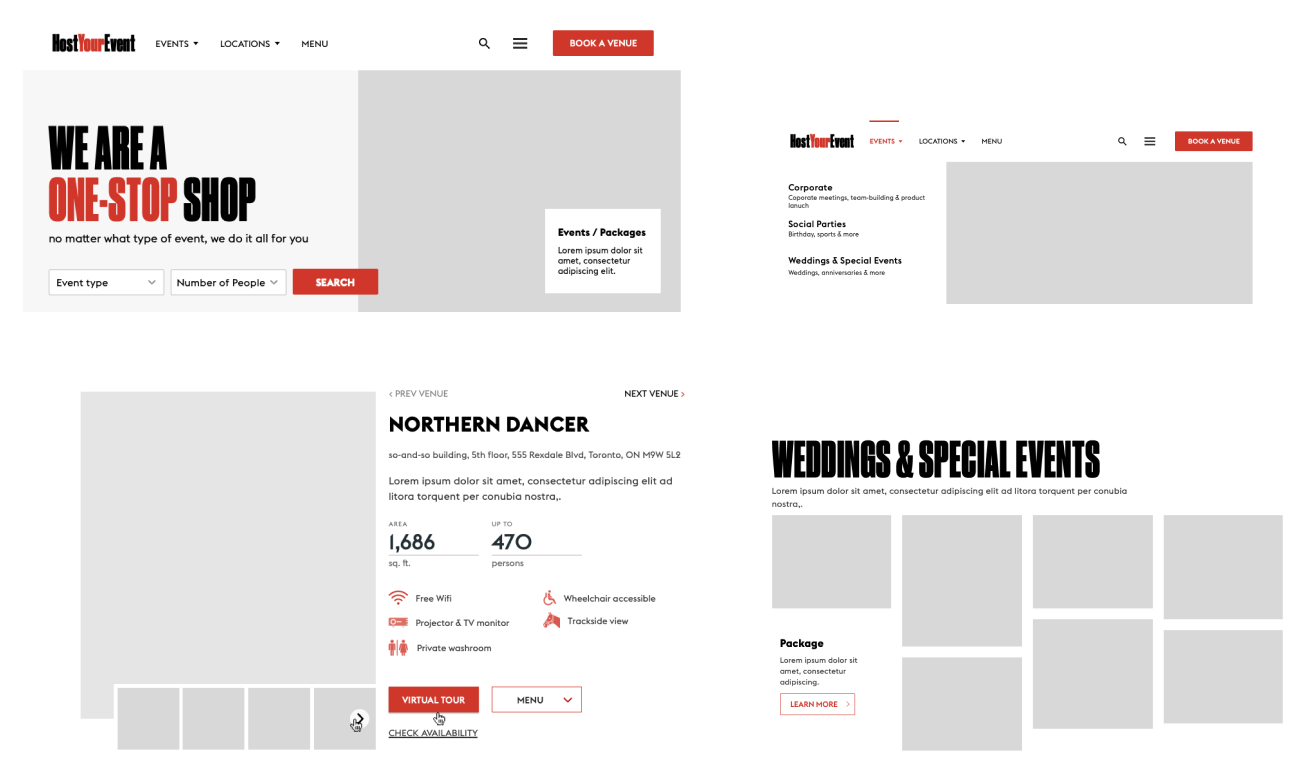 HostYourEvent EVENTS LOCATIONS MENU BOOK A VENUE
WE ARE A
ONE-STOP SHOP
no matter what type of event, we do it all for you
Event type Number of People SEARCH
Events / Packages
Lorem ipsum dolor sit
amet, consectetur
adipiscing elit.
HostYourEvent EVENTS LOCATIONS MENU BOOK A VENUE
Corporate
Coporate meetings, team-building & product
lanuch
Social Parties
Birthday, sports & more
Weddings & Special Events
Weddings, anniversaries & more
‹ PREV VENUE NEXT VENUE ›
NORTHERN DANCER
so-and-so building, 5th floor, 555 Rexdale Blvd, Toronto, ON M9W 5L2
Lorem ipsum dolor sit amet, consectetur adipiscing elit ad
litora torquent per conubia nostra,.
AREA UP TO
1,686 470
sq. ft. persons
Free Wifi Wheelchair accessible
Projector & TV monitor Trackside view
Private washroom
VIRTUAL TOUR MENU
CHECK AVAILABILITY
WEDDINGS & SPECIAL EVENTS
Lorem ipsum dolor sit amet, consectetur adipiscing elit ad litora torquent per conubia
nostra,.
Package
Lorem ipsum dolor sit
amet, consectetur
adipiscing.
LEARN MORE ›